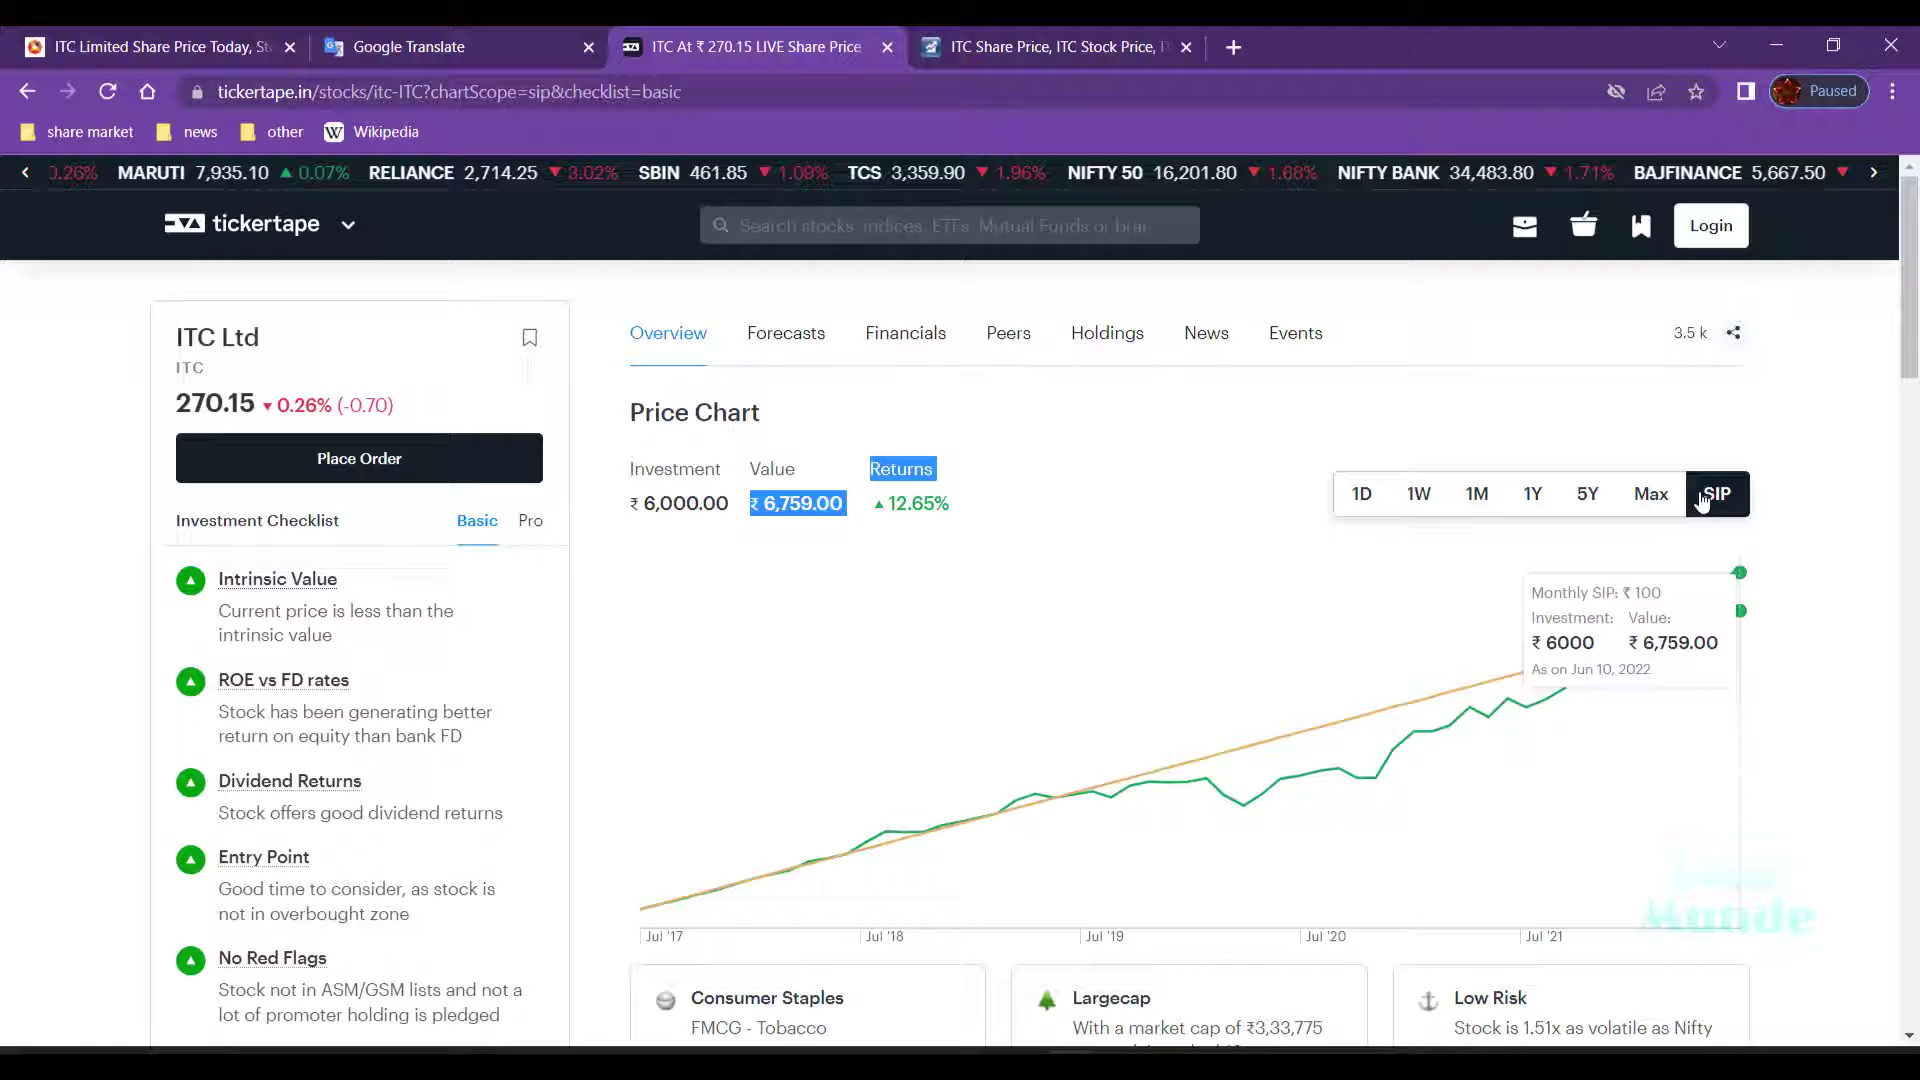 ITC Limited Share Price Today, St
Google Translate
ITC At ₹ 270.15 LIVE Share Price
ITC Share Price, ITC Stock Price, I
tickertape.in/stocks/itc-ITC?chartScope=sip&checklist=basic
Paused
share market
news
other
Wikipedia
0.26% MARUTI 7,935.10 ▲ 0.07% RELIANCE 2,714.25 ▼ 3.02% SBIN 461.85 ▼ 1.09% TCS 3,359.90 ▼ 1.96% NIFTY 50 16,201.80 ▼ 1.68% NIFTY BANK 34,483.80 ▼ 1.71% BAJFINANCE 5,667.50 ▼
tickertape
Search stocks, indices, ETFs, Mutual Funds or bran
Login
ITC Ltd
ITC
270.15 ▼ 0.26% (-0.70)
Place Order
Investment Checklist
Basic
Pro
Intrinsic Value
Current price is less than the
intrinsic value
ROE vs FD rates
Stock has been generating better
return on equity than bank FD
Dividend Returns
Stock offers good dividend returns
Entry Point
Good time to consider, as stock is
not in overbought zone
No Red Flags
Stock not in ASM/GSM lists and not a
lot of promoter holding is pledged
Overview Forecasts Financials Peers Holdings News Events
3.5 k
Price Chart
Investment Value Returns
₹ 6,000.00 ₹ 6,759.00 ▲ 12.65%
1D 1W 1M 1Y 5Y Max SIP
Monthly SIP: ₹ 100
Investment: Value:
₹ 6000 ₹ 6,759.00
As on Jun 10, 2022
Jul '17 Jul '18 Jul '19 Jul '20 Jul '21
Munde
Consumer Staples
FMCG - Tobacco
Largecap
With a market cap of ₹3,33,775
Low Risk
Stock is 1.51x as volatile as Nifty